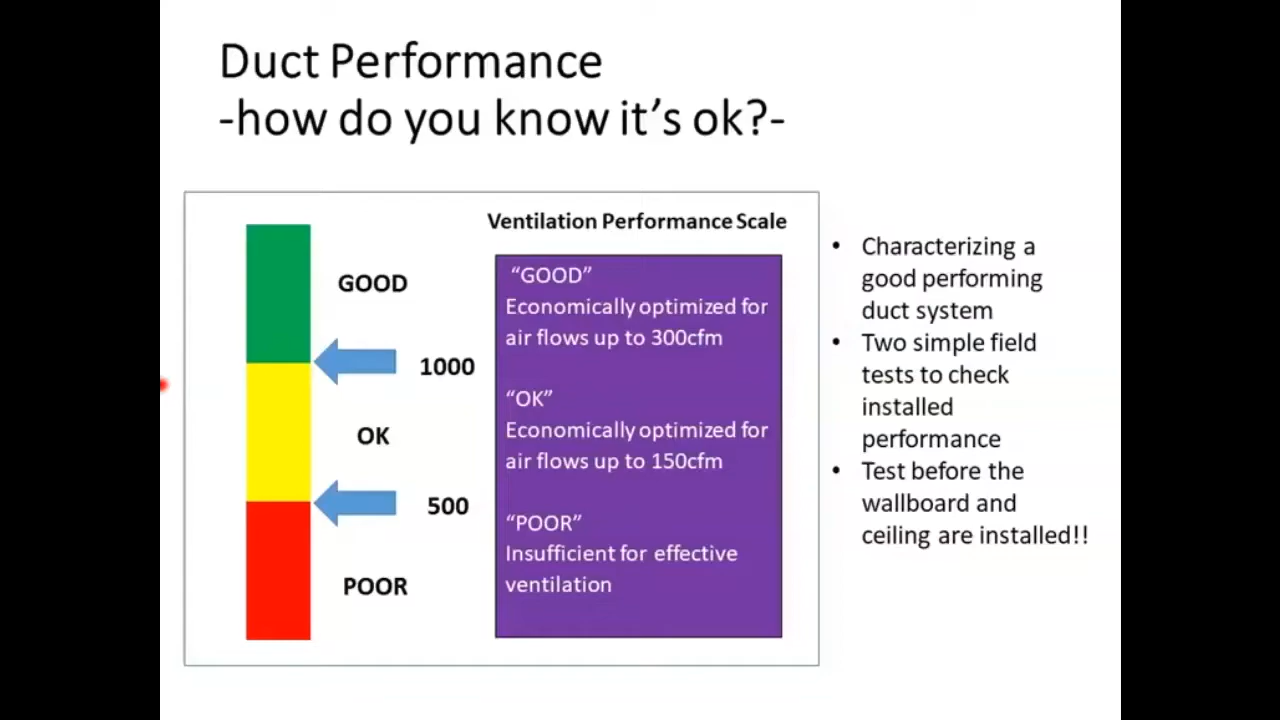 Duct Performance
-how do you know it's ok?-
Ventilation Performance Scale
GOOD
1000
OK
500
POOR
“GOOD”
Economically optimized for
air flows up to 300cfm
“OK”
Economically optimized for
air flows up to 150cfm
“POOR”
Insufficient for effective
ventilation
• Characterizing a
good performing
duct system
• Two simple field
tests to check
installed
performance
• Test before the
wallboard and
ceiling are installed!!